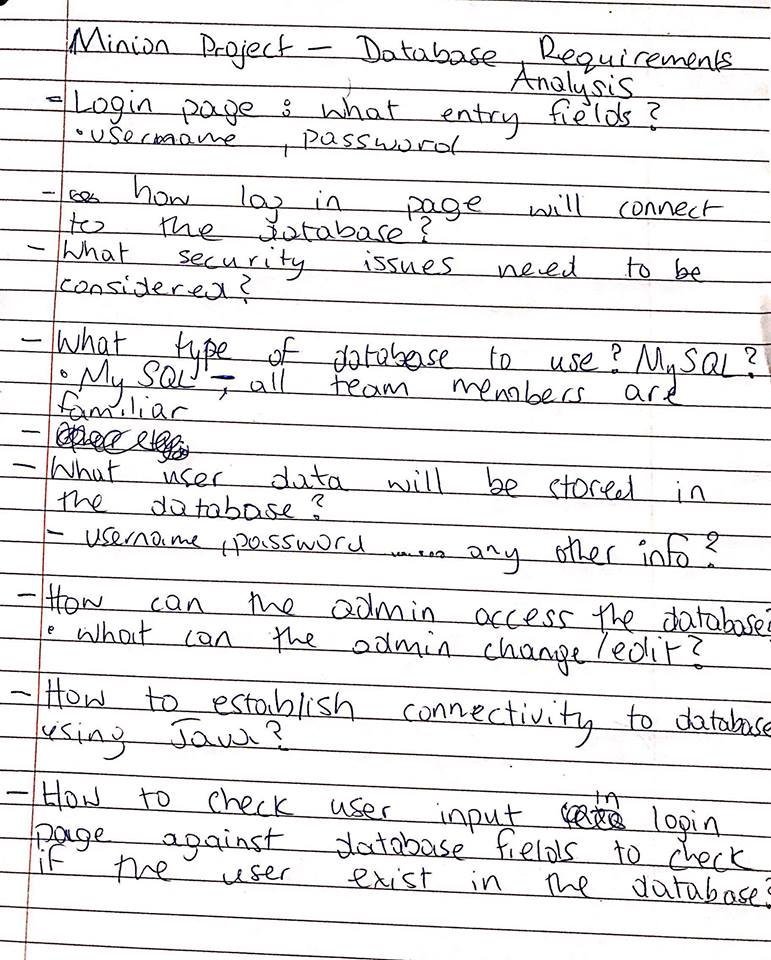 Minion Project – Database Requirements
Analysis
- Login page : what entry fields?
• username , password
- how log in page will connect
to the database?
- What security issues need to be
considered?
- What type of database to use? MySQL?
• My SQL – , all team members are
familiar
-
- What user data will be stored in
the database?
- username , password ....... any other info?
- How can the admin access the database?
• what can the admin change/edit?
- How to establish connectivity to database
using Java?
- How to check user input in login
page against database fields to check
if the user exist in the database?